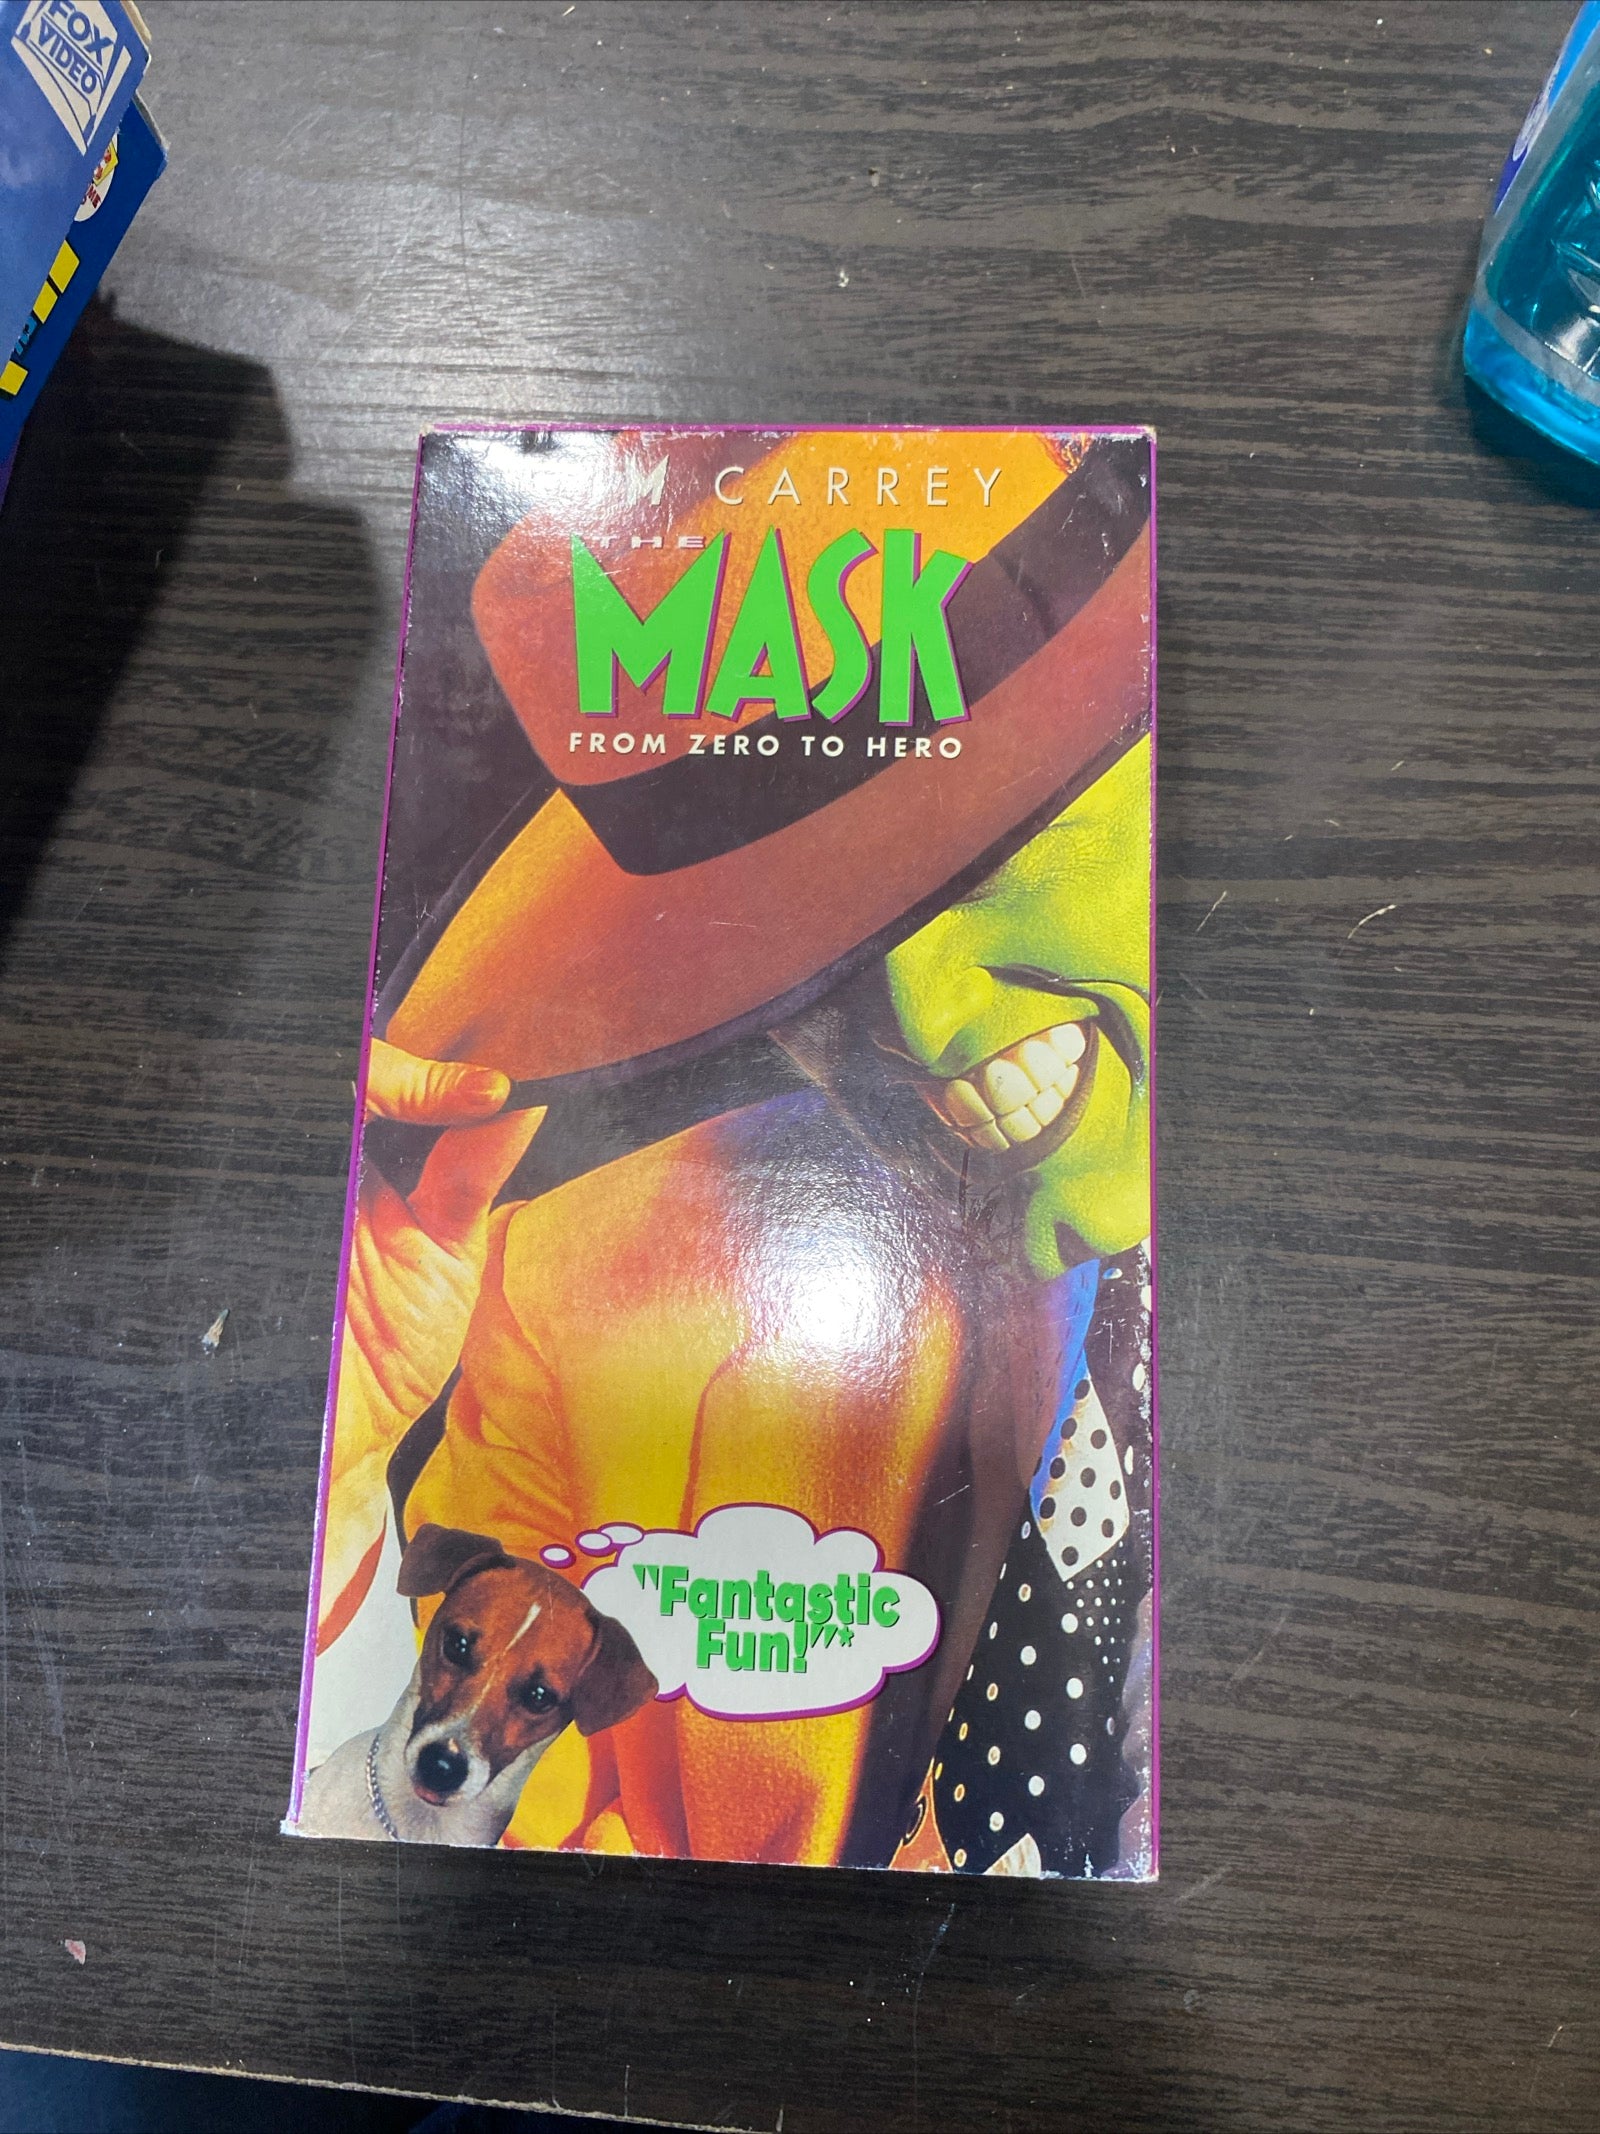 FOX
VIDEO
M CARREY
THE
MASK
FROM ZERO TO HERO
"Fantastic
Fun!"*